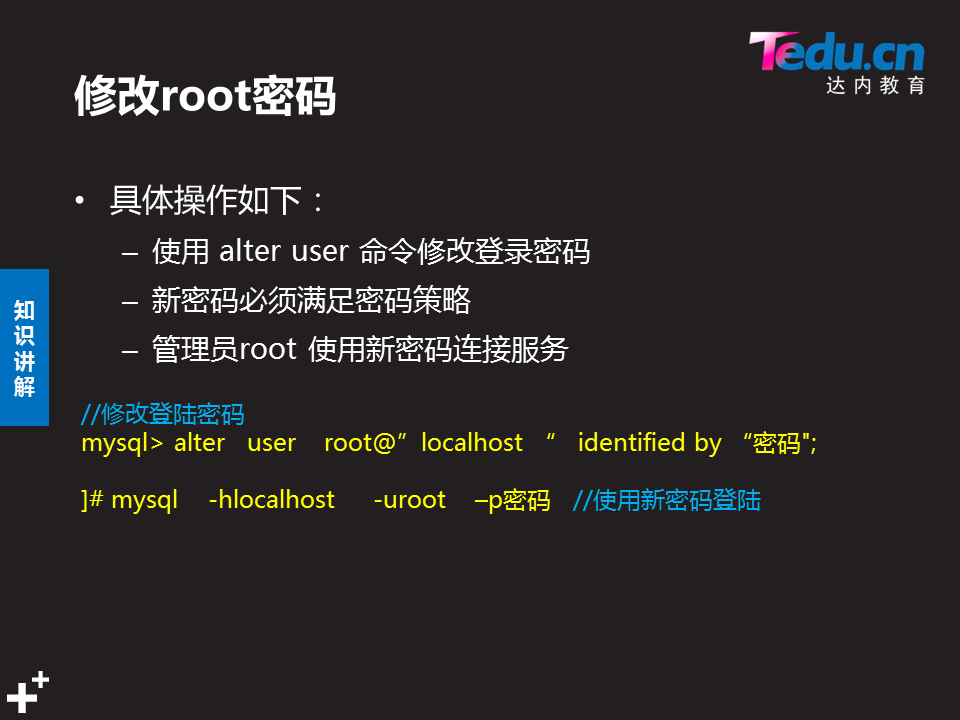 Tedu.cn
达内教育
修改root密码
• 具体操作如下：
– 使用 alter user 命令修改登录密码
– 新密码必须满足密码策略
– 管理员root 使用新密码连接服务
知识讲解
//修改登陆密码
mysql> alter user root@”localhost “ identified by “密码";
]# mysql -hlocalhost -uroot –p密码 //使用新密码登陆